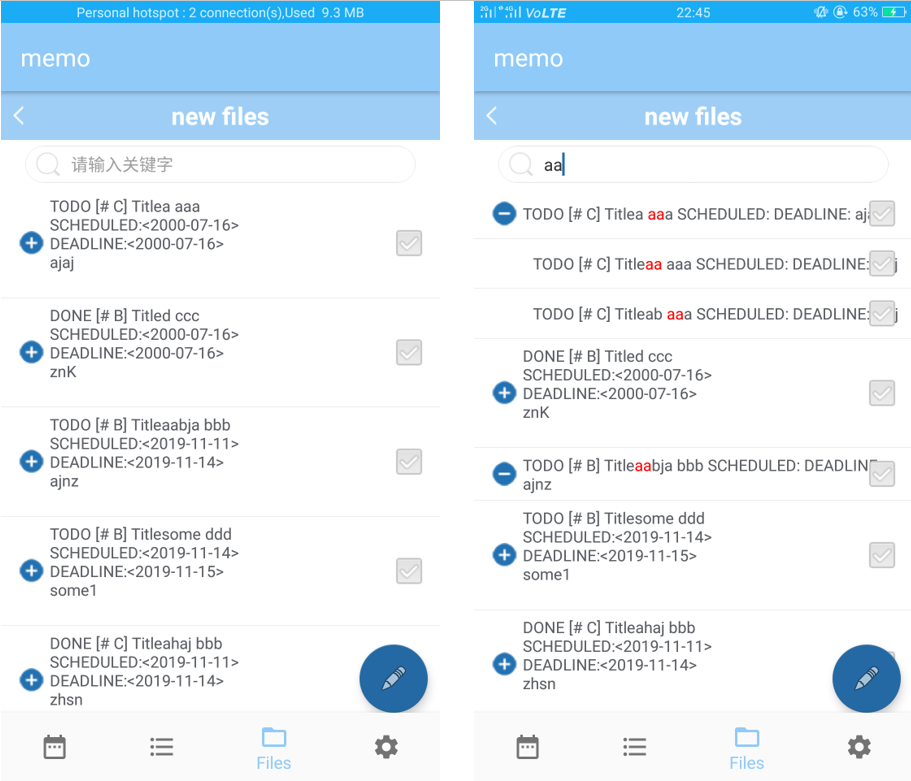 Personal hotspot : 2 connection(s),Used 9.3 MB
memo
new files
请输入关键字
TODO [# C] Titlea aaa
SCHEDULED:<2000-07-16>
DEADLINE:<2000-07-16>
ajaj
DONE [# B] Titled ccc
SCHEDULED:<2000-07-16>
DEADLINE:<2000-07-16>
znK
TODO [# B] Titleaabja bbb
SCHEDULED:<2019-11-11>
DEADLINE:<2019-11-14>
ajnz
TODO [# B] Titlesome ddd
SCHEDULED:<2019-11-14>
DEADLINE:<2019-11-15>
some1
DONE [# C] Titleahaj bbb
SCHEDULED:<2019-11-11>
DEADLINE:<2019-11-14>
zhsn
Files
2G 4G VoLTE 22:45 63%
memo
new files
aa
TODO [# C] Titlea aaa SCHEDULED: DEADLINE:
TODO [# C] Titleaa aaa SCHEDULED: DEADLINE:
TODO [# C] Titleab aaa SCHEDULED: DEADLINE:
DONE [# B] Titled ccc
SCHEDULED:<2000-07-16>
DEADLINE:<2000-07-16>
znK
TODO [# B] Titleaabja bbb SCHEDULED: DEADLINE
ajnz
TODO [# B] Titlesome ddd
SCHEDULED:<2019-11-14>
DEADLINE:<2019-11-15>
some1
DONE [# C] Titleahaj bbb
SCHEDULED:<2019-11-11>
DEADLINE:<2019-11-14>
zhsn
Files